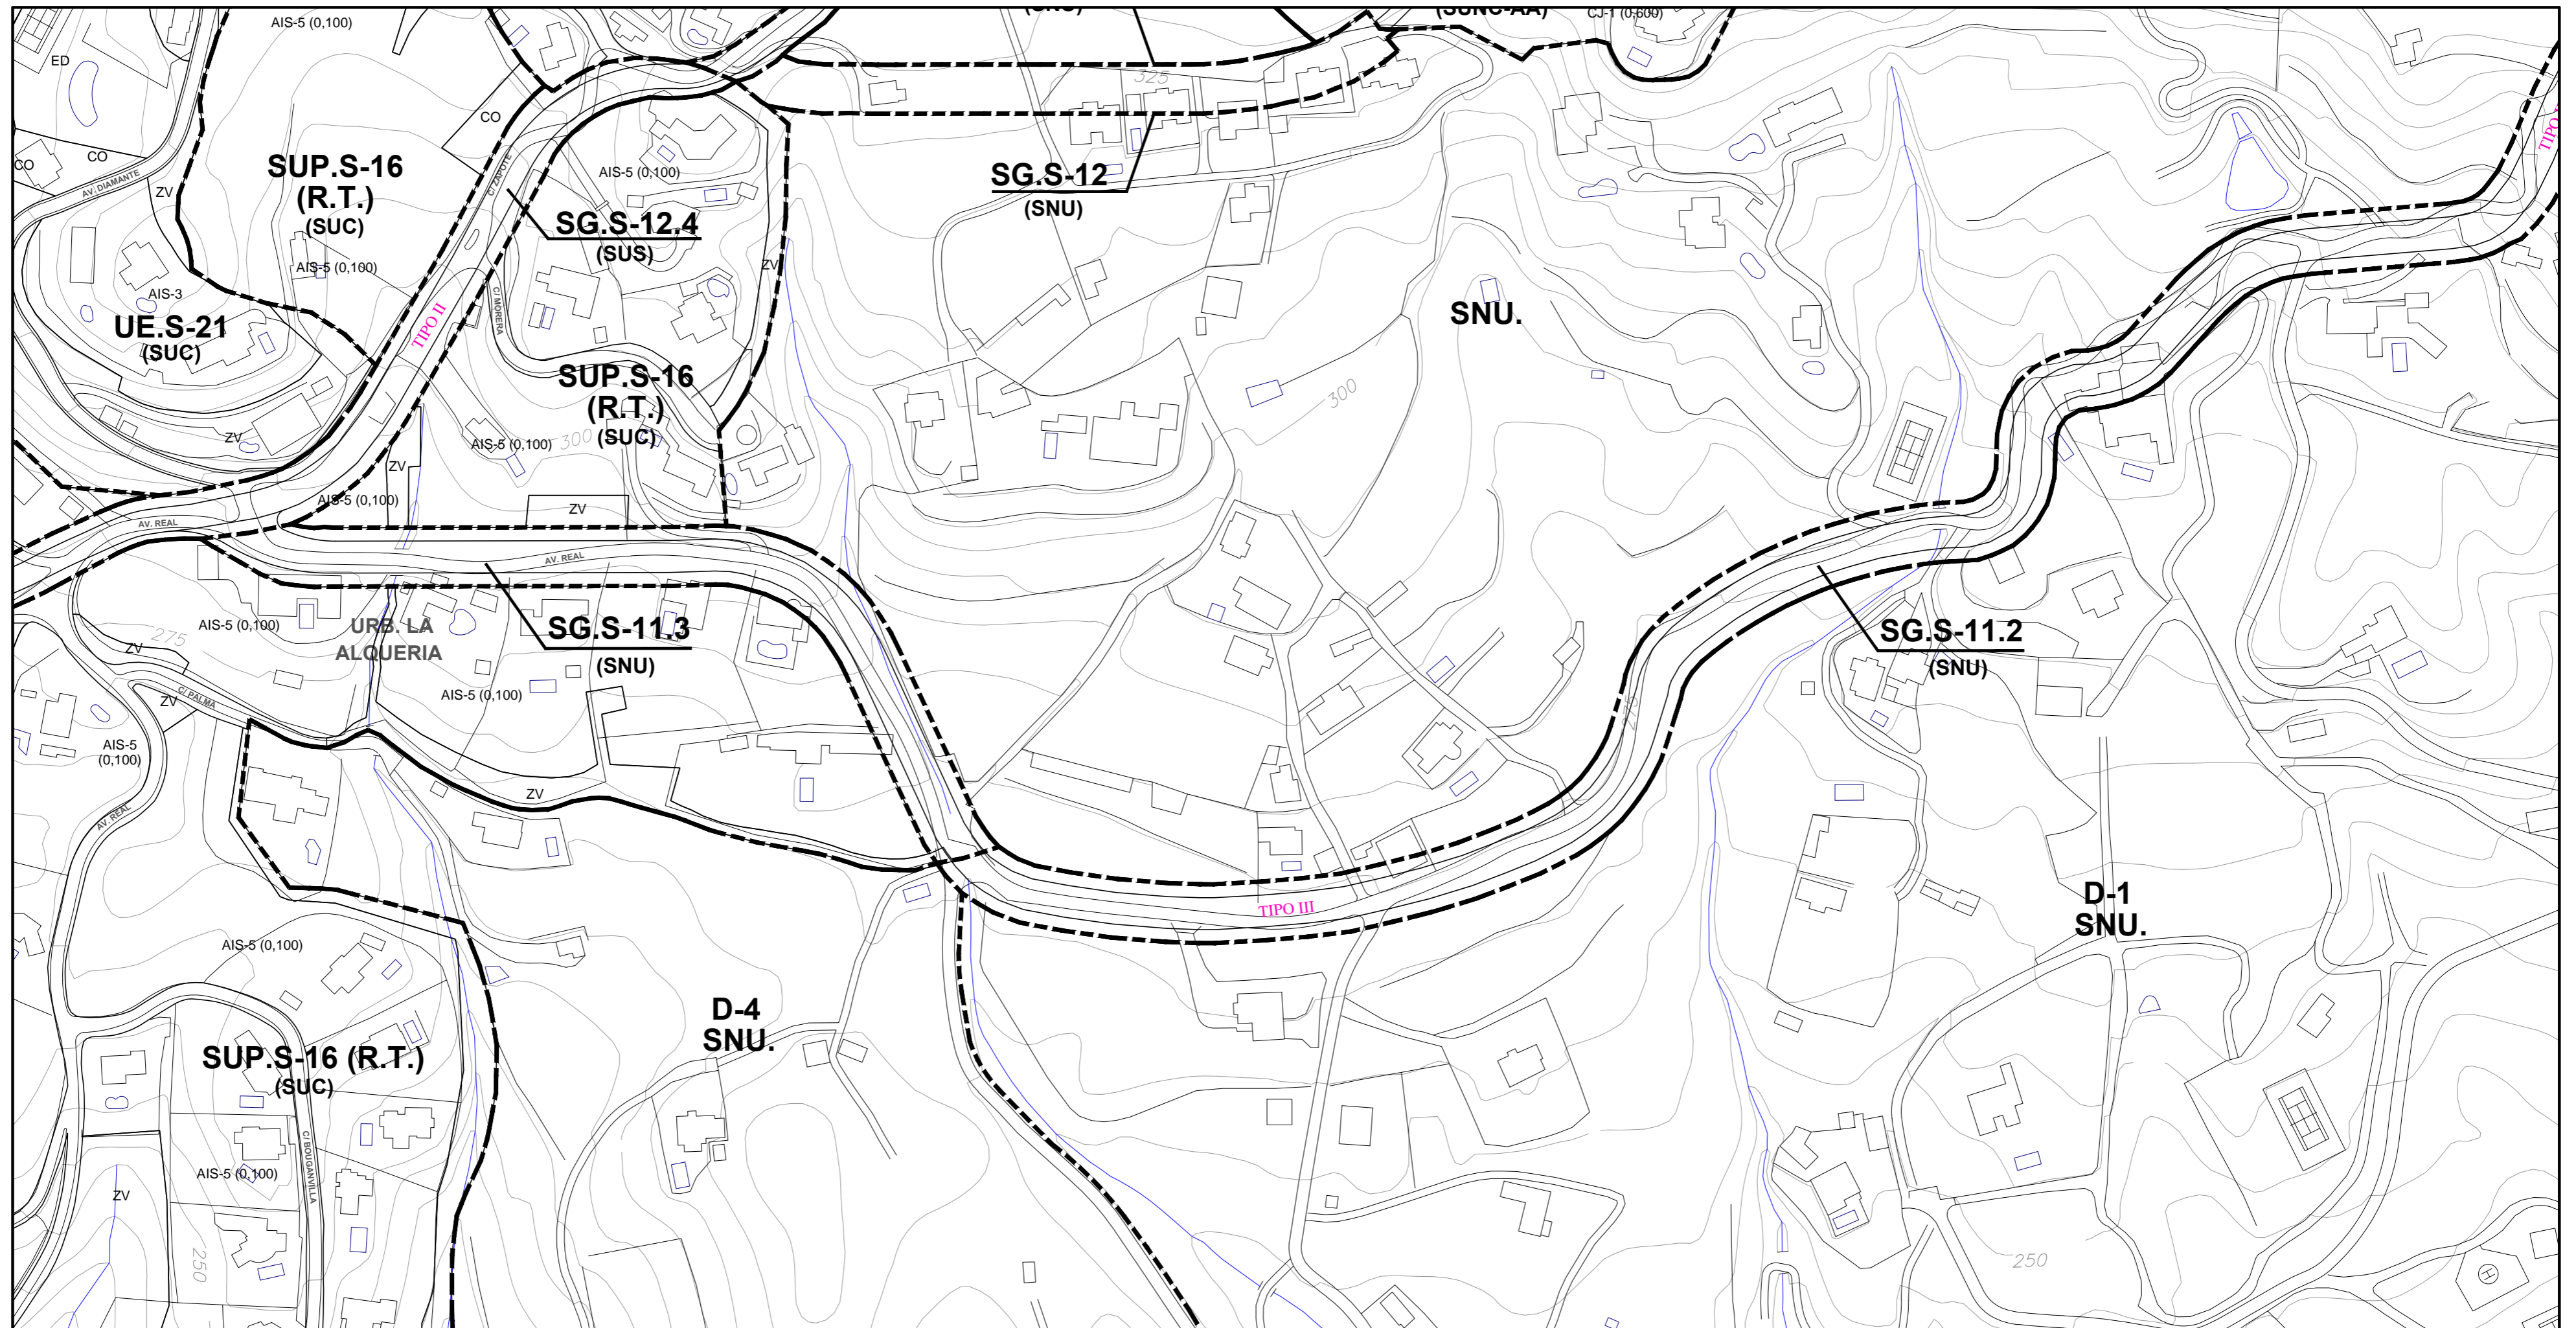 AIS-5 (0,100)
(SUNC-AA)
CJ-1 (0,600)
ED
325
CO
CO
CO
AV. DIAMANTE
ZV
SUP.S-16
(R.T.)
(SUC)
AIS-5 (0,100)
C/ ZAPOTE
AIS-5 (0,100)
SG.S-12.4
(SUS)
SG.S-12
(SNU)
ZV
AIS-3
UE.S-21
(SUC)
TIPO II
C/ MORERA
SNU.
SUP.S-16
(R.T.)
(SUC)
300
AIS-5 (0,100)
300
ZV
ZV
AIS-5 (0,100)
ZV
AV. REAL
AV. REAL
AIS-5 (0,100)
URB. LA
ALQUERIA
SG.S-11.3
(SNU)
SG.S-11.2
(SNU)
275
ZV
C/ PALMA
ZV
AIS-5 (0,100)
AIS-5
(0,100)
ZV
AV. REAL
TIPO III
D-1
SNU.
AIS-5 (0,100)
D-4
SNU.
SUP.S-16 (R.T.)
(SUC)
C/ BOUGANVILLA
AIS-5 (0,100)
ZV
250
250
H